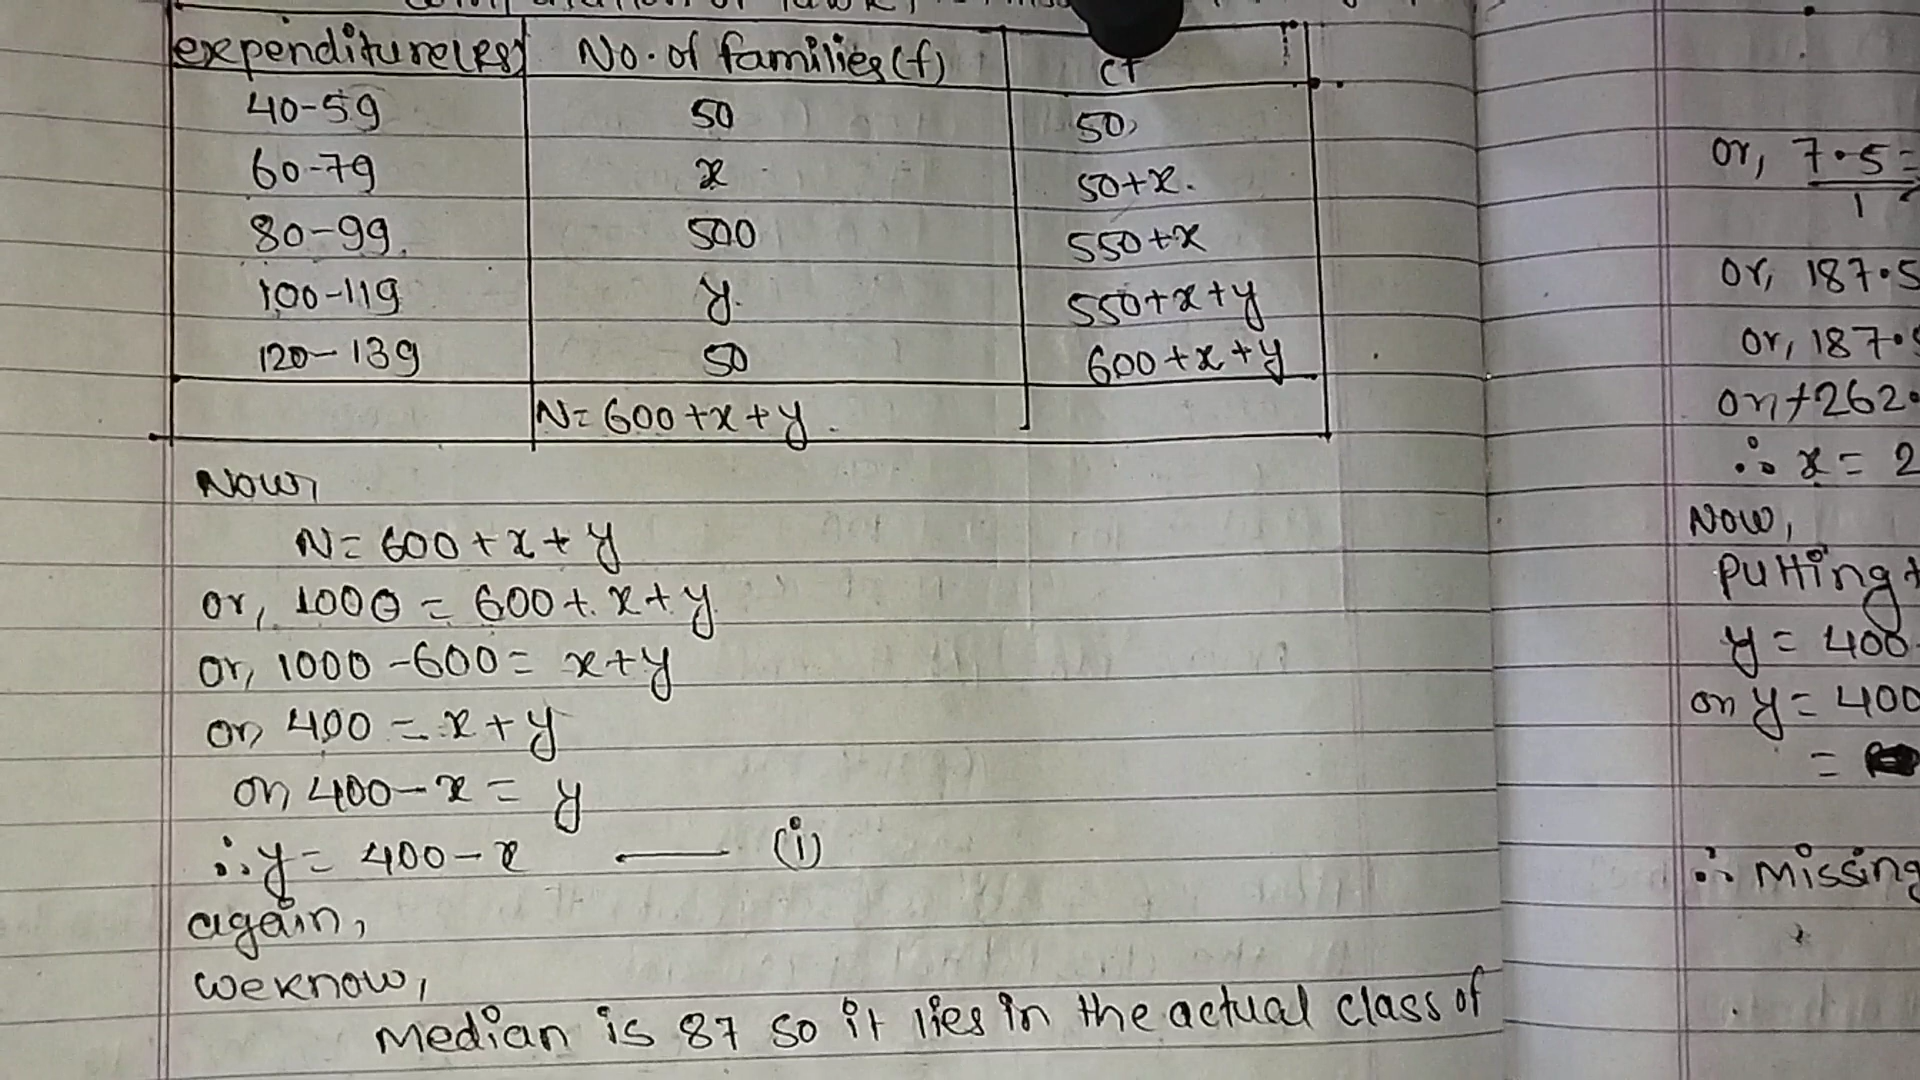 expenditure(Rs) No. of families(f) cf
40-59 50 50,
60-79 x 50+x.
80-99 500 550+x
100-119 y. 550+x+y
120-139 50 600+x+y
N=600+x+y.
Now,
N=600+x+y
or, 1000 = 600+x+y
or, 1000-600= x+y
or, 400 = x+y
or, 400-x = y
∴y= 400-x —— (i)
again,
we know,
Median is 87 so it lies in the actual class of
or, 7.5=
1
or, 187.5
or, 187.5
or, +262.
∴ x = 2
Now,
Putting
y = 400-
or, y = 400
=
∴ Missing